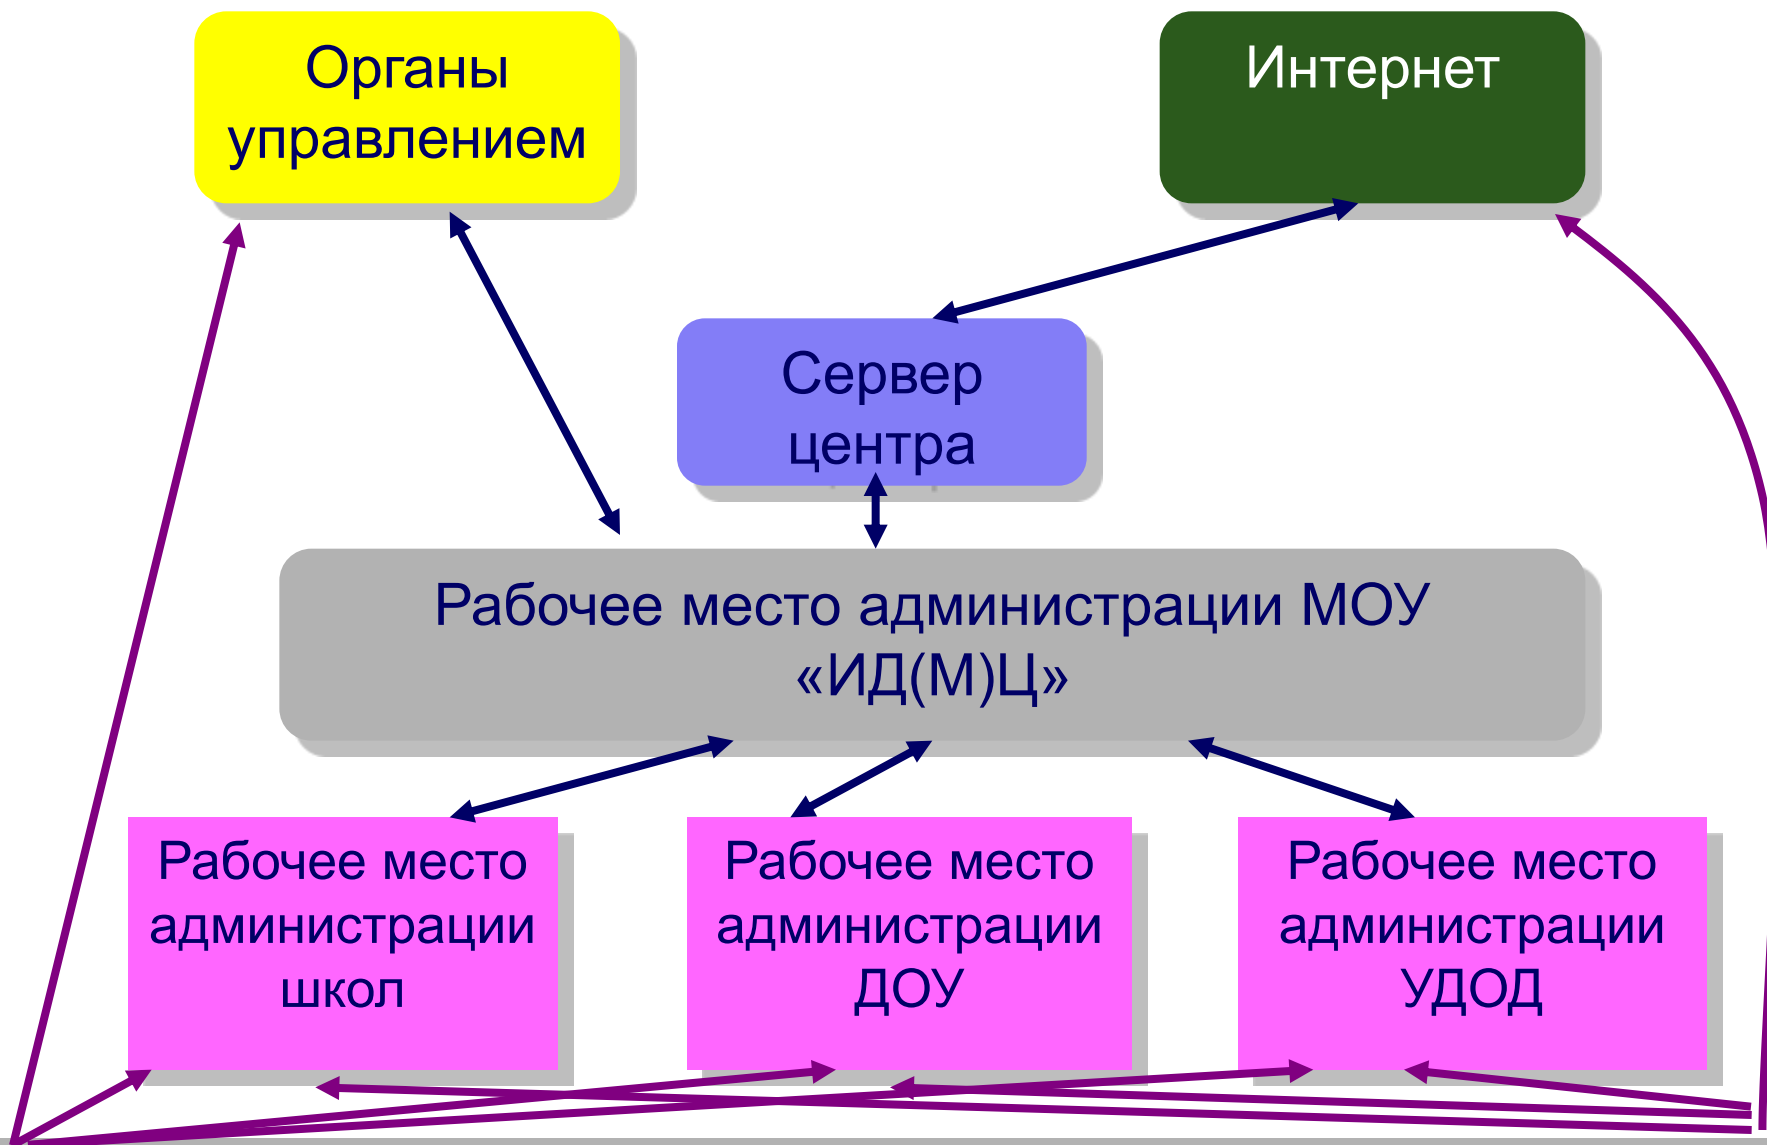 Органы
управлением
Интернет
Сервер
центра
Рабочее место администрации МОУ
«ИД(М)Ц»
Рабочее место
администрации
школ
Рабочее место
администрации
ДОУ
Рабочее место
администрации
УДОД